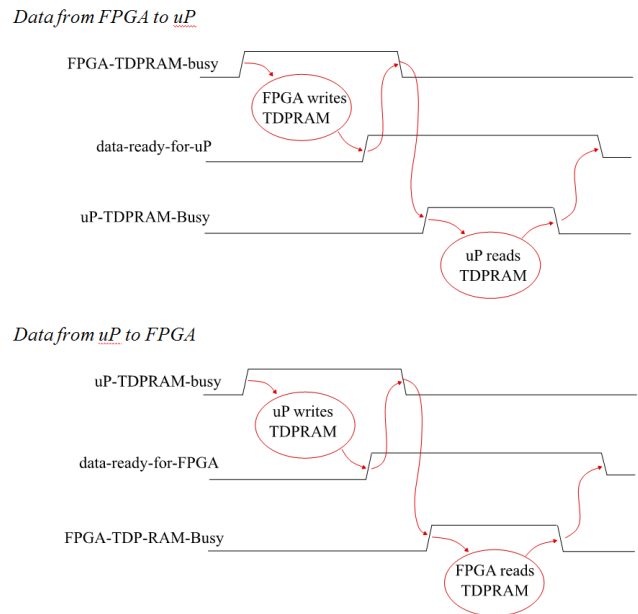 Data from FPGA to uP
FPGA-TDPRAM-busy
FPGA writes
TDPRAM
data-ready-for-uP
uP-TDPRAM-Busy
uP reads
TDPRAM
Data from uP to FPGA
uP-TDPRAM-busy
uP writes
TDPRAM
data-ready-for-FPGA
FPGA-TDP-RAM-Busy
FPGA reads
TDPRAM